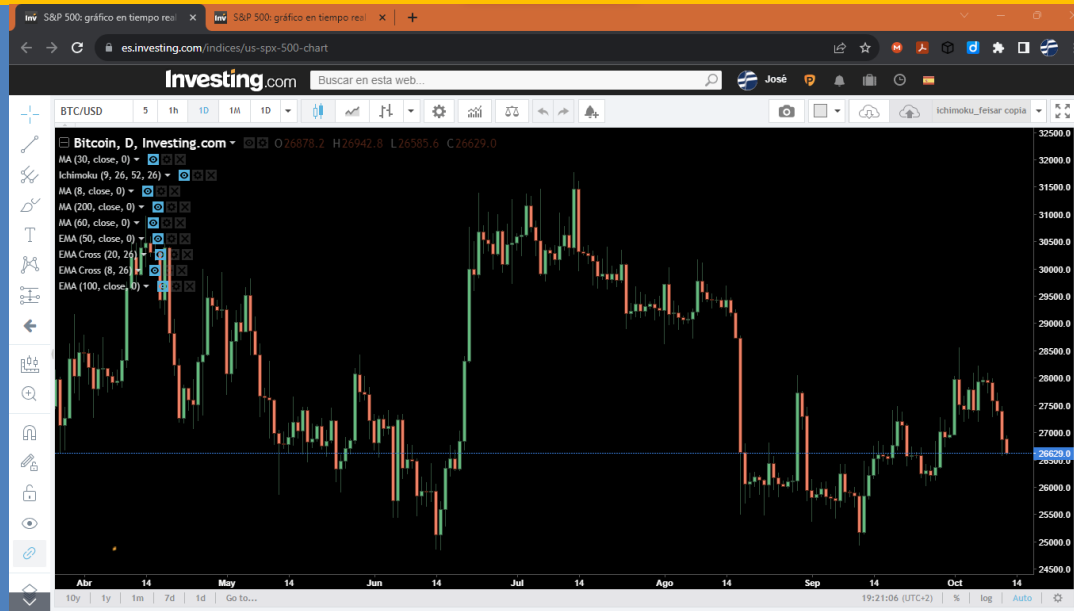 S&P 500: gráfico en tiempo real
S&P 500: gráfico en tiempo real
es.investing.com/indices/us-spx-500-chart
Investing.com
Buscar en esta web...
José
BTC/USD 5 1h 1D 1M 1D
ichimoku_feisar copia
Bitcoin, D, Investing.com O26878.2 H26942.8 L26585.6 C26629.0
MA (30, close, 0)
Ichimoku (9, 26, 52, 26)
MA (8, close, 0)
MA (200, close, 0)
MA (60, close, 0)
EMA (50, close, 0)
EMA Cross (20, 26)
EMA Cross (8, 26)
EMA (100, close, 0)
32500.0
32000.0
31500.0
31000.0
30500.0
30000.0
29500.0
29000.0
28500.0
28000.0
27500.0
27000.0
26629.0
26500.0
26000.0
25500.0
25000.0
24500.0
Abr 14 May 14 Jun 14 Jul 14 Ago 14 Sep 14 Oct 14
10y 1y 1m 7d 1d Go to...
19:21:06 (UTC+2) % log Auto